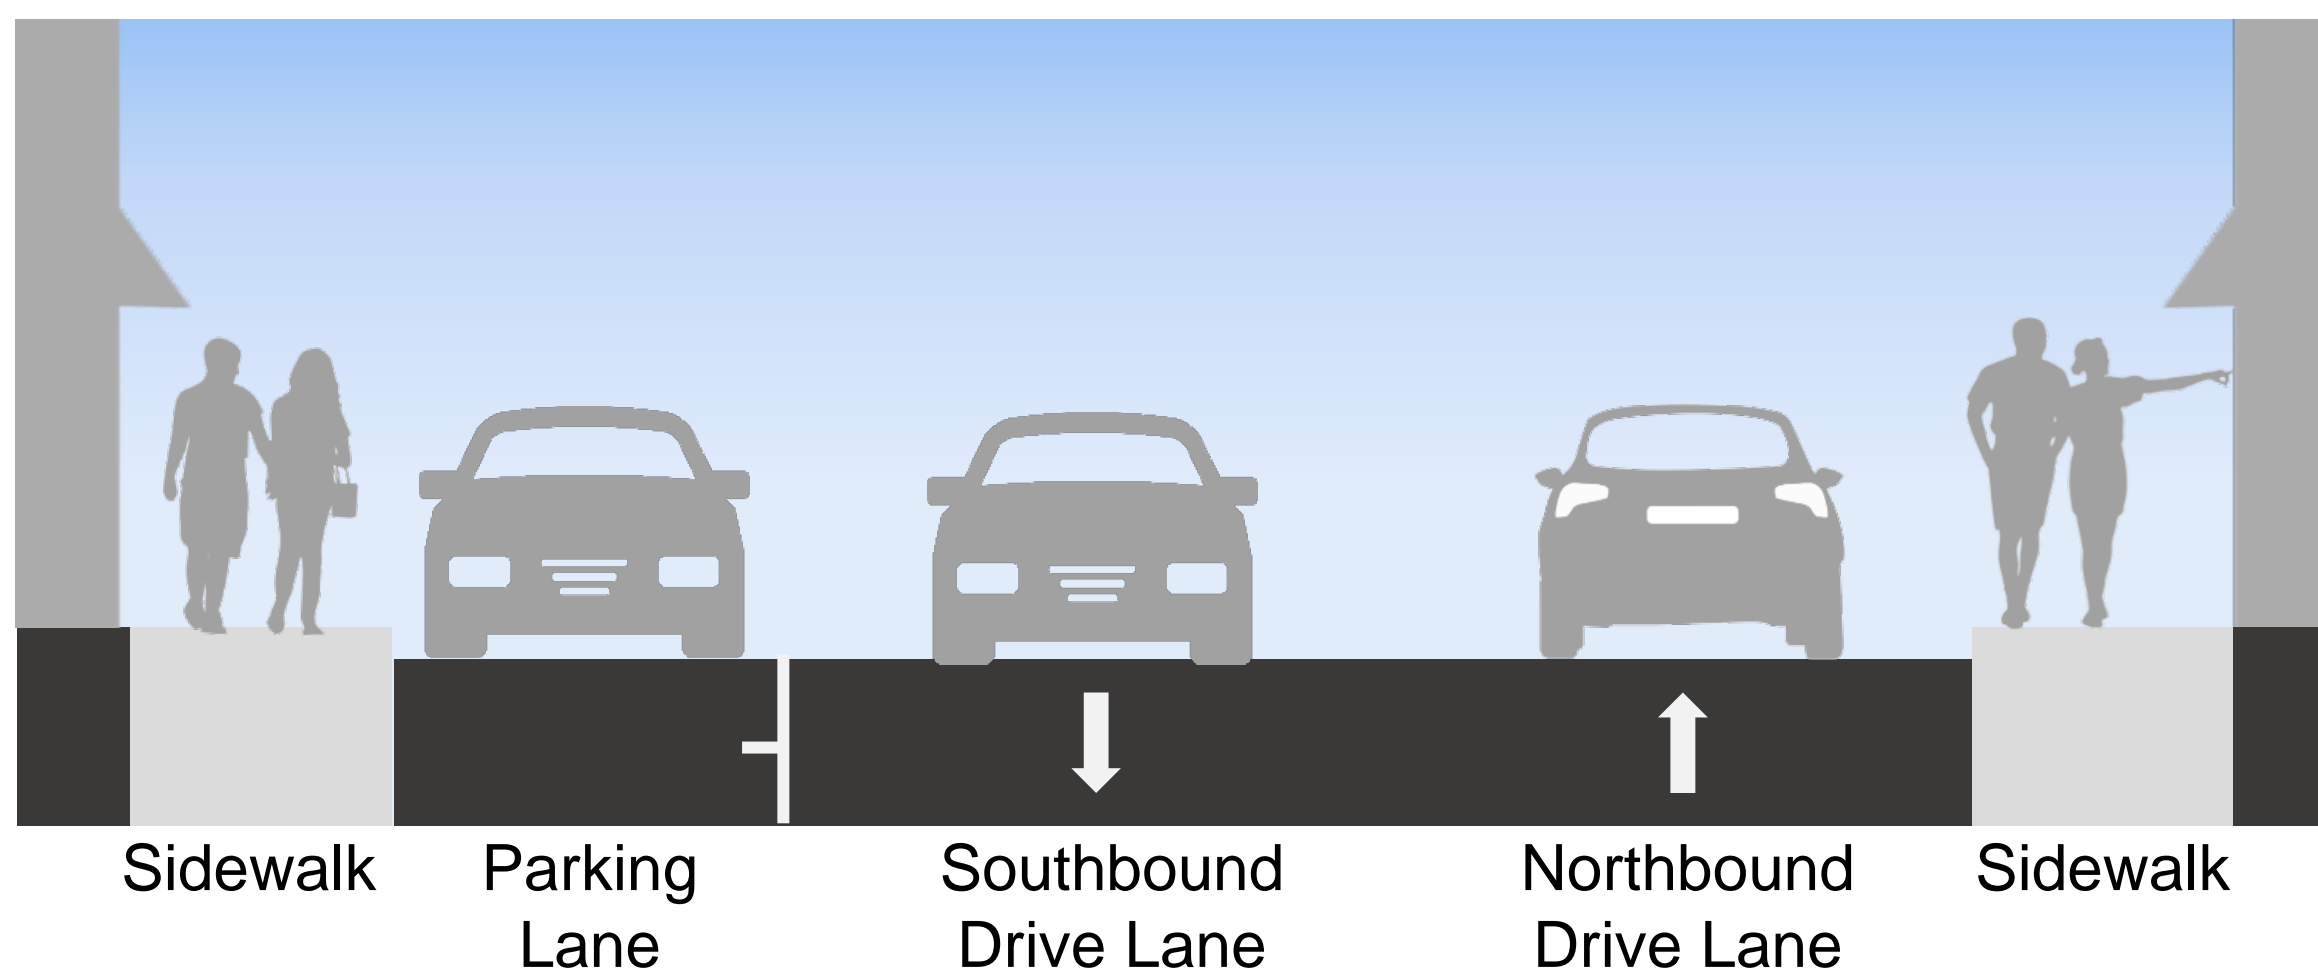 Sidewalk
Parking
Lane
Southbound
Drive Lane
Northbound
Drive Lane
Sidewalk